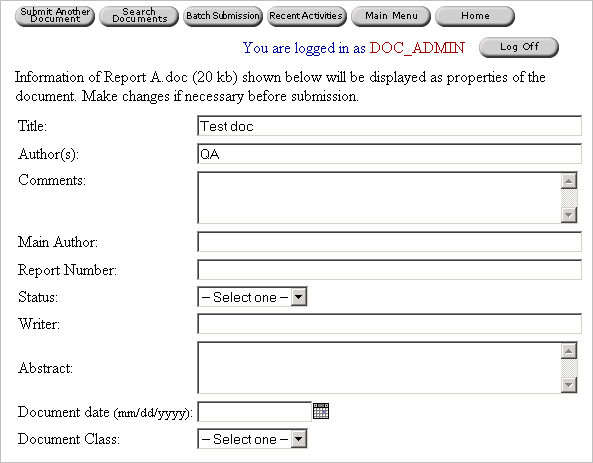 Submit Another Document
Search Documents
Batch Submission
Recent Activities
Main Menu
Home
You are logged in as DOC_ADMIN
Log Off
Information of Report A.doc (20 kb) shown below will be displayed as properties of the
document. Make changes if necessary before submission.
Title: Test doc
Author(s): QA
Comments:
Main Author:
Report Number:
Status: -- Select one --
Writer:
Abstract:
Document date (mm/dd/yyyy):
Document Class: -- Select one --